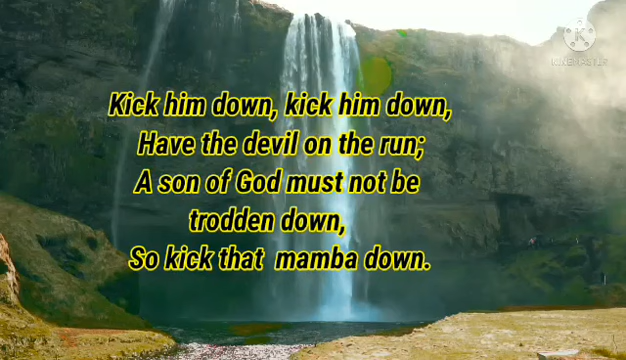 Kick him down, kick him down,
Have the devil on the run;
A son of God must not be
trodden down,
So kick that mamba down.
KINEMASTER